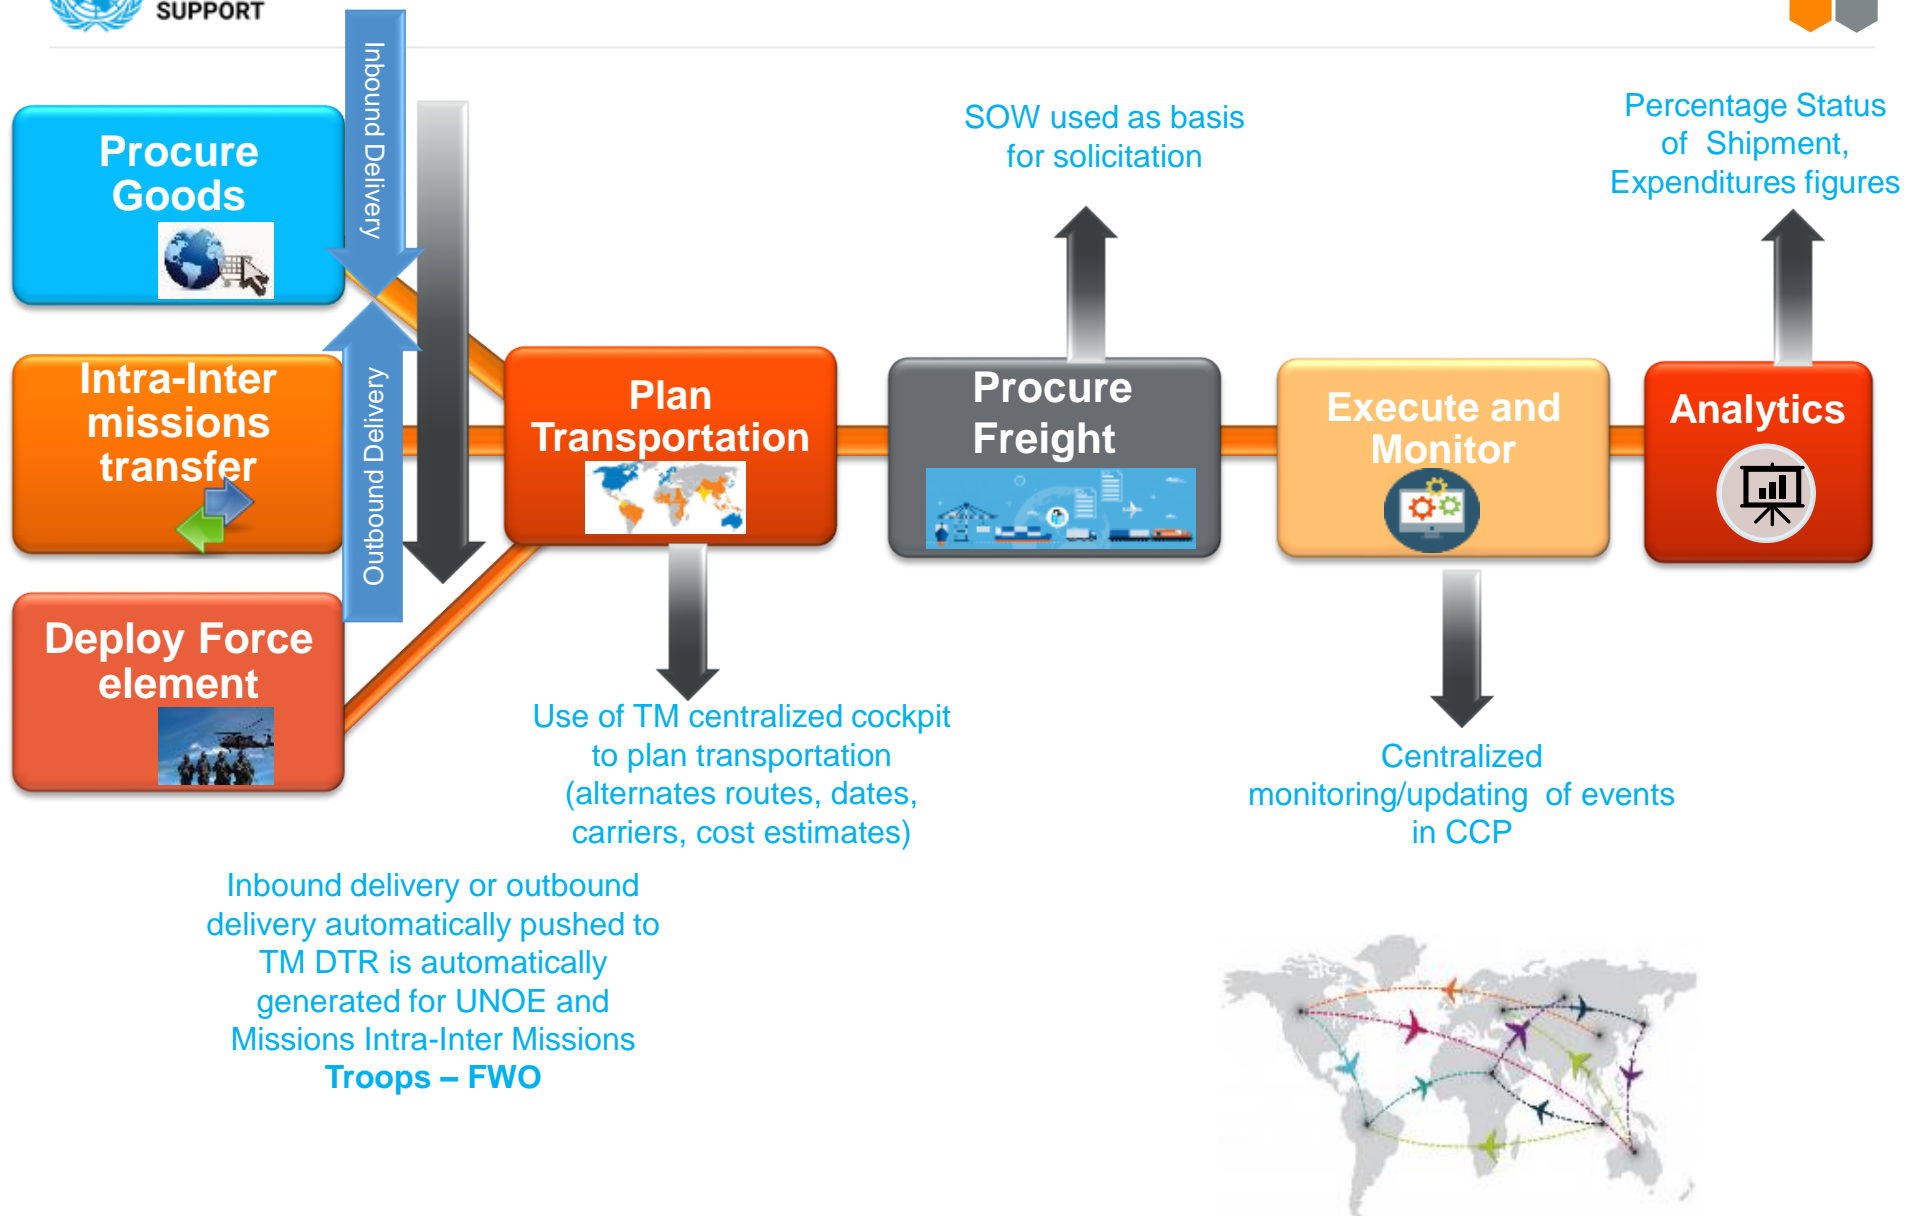 SUPPORT
Inbound Delivery
Procure
Goods
SOW used as basis
for solicitation
Percentage Status
of Shipment,
Expenditures figures
Intra-Inter
missions
transfer
Outbound Delivery
Plan
Transportation
Procure
Freight
Execute and
Monitor
Analytics
Deploy Force
element
Use of TM centralized cockpit
to plan transportation
(alternates routes, dates,
carriers, cost estimates)
Centralized
monitoring/updating of events
in CCP
Inbound delivery or outbound
delivery automatically pushed to
TM DTR is automatically
generated for UNOE and
Missions Intra-Inter Missions
Troops – FWO